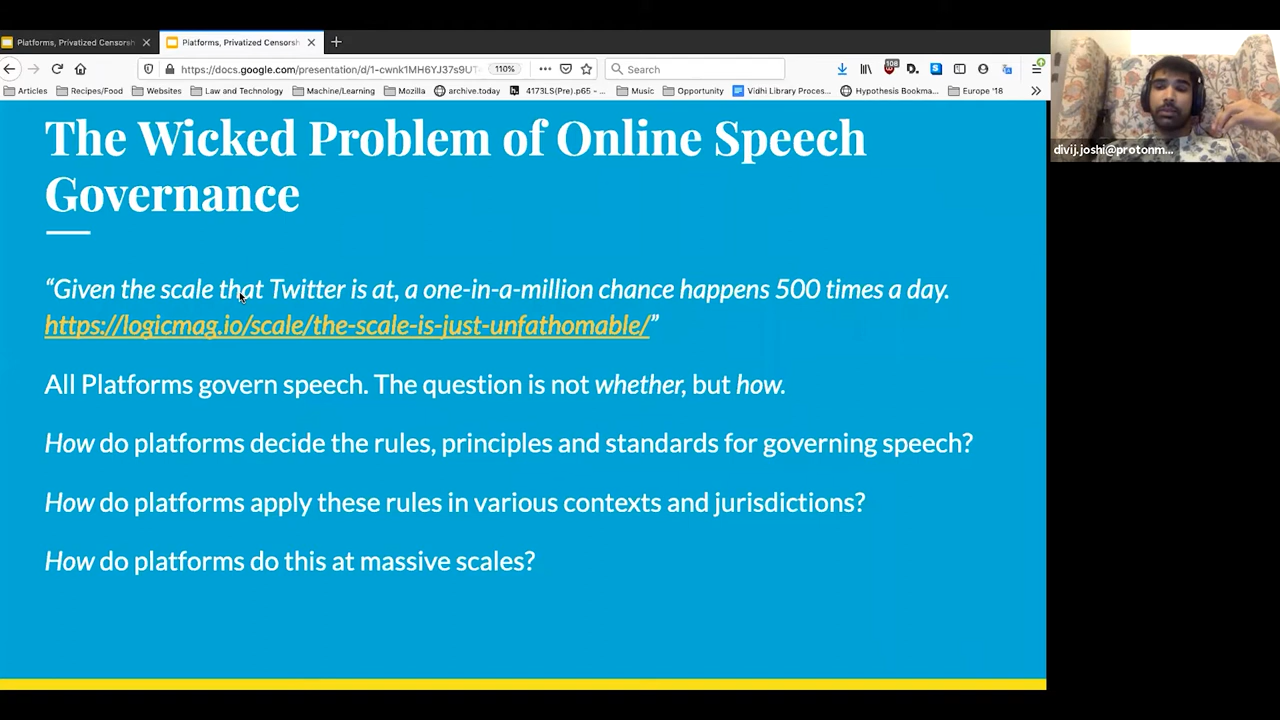 Platforms, Privatized Censorsh
Platforms, Privatized Censorsh
https://docs.google.com/presentation/d/1-cwnk1MH6YJ37s9UT
110%
Search
Articles
Recipes/Food
Websites
Law and Technology
Machine/Learning
Mozilla
archive.today
4173LS(Pre).p65 - ...
Music
Opportunity
Vidhi Library Proces...
Hypothesis Bookma...
Europe '18
divij.joshi@protonm...
The Wicked Problem of Online Speech
Governance
“Given the scale that Twitter is at, a one-in-a-million chance happens 500 times a day.
https://logicmag.io/scale/the-scale-is-just-unfathomable/”
All Platforms govern speech. The question is not whether, but how.
How do platforms decide the rules, principles and standards for governing speech?
How do platforms apply these rules in various contexts and jurisdictions?
How do platforms do this at massive scales?